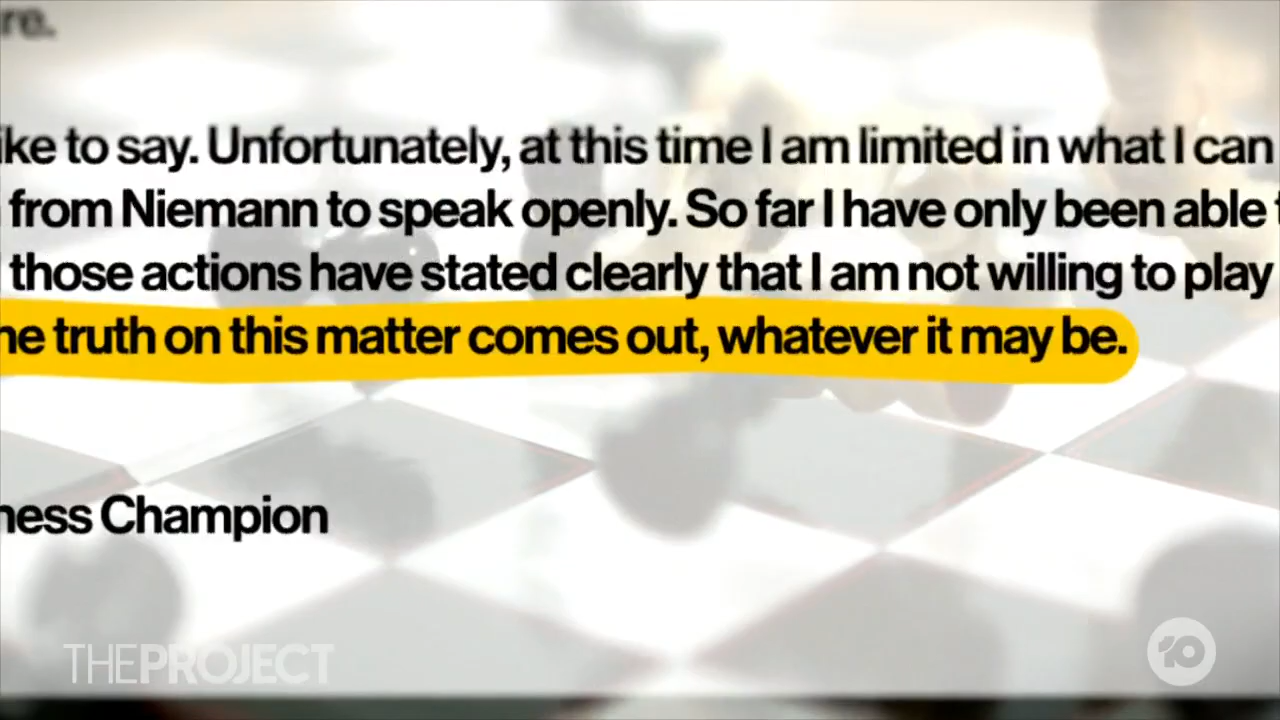 re.
ike to say. Unfortunately, at this time I am limited in what I can
from Niemann to speak openly. So far I have only been able
those actions have stated clearly that I am not willing to play
he truth on this matter comes out, whatever it may be.
hess Champion
THEPROJECT
10